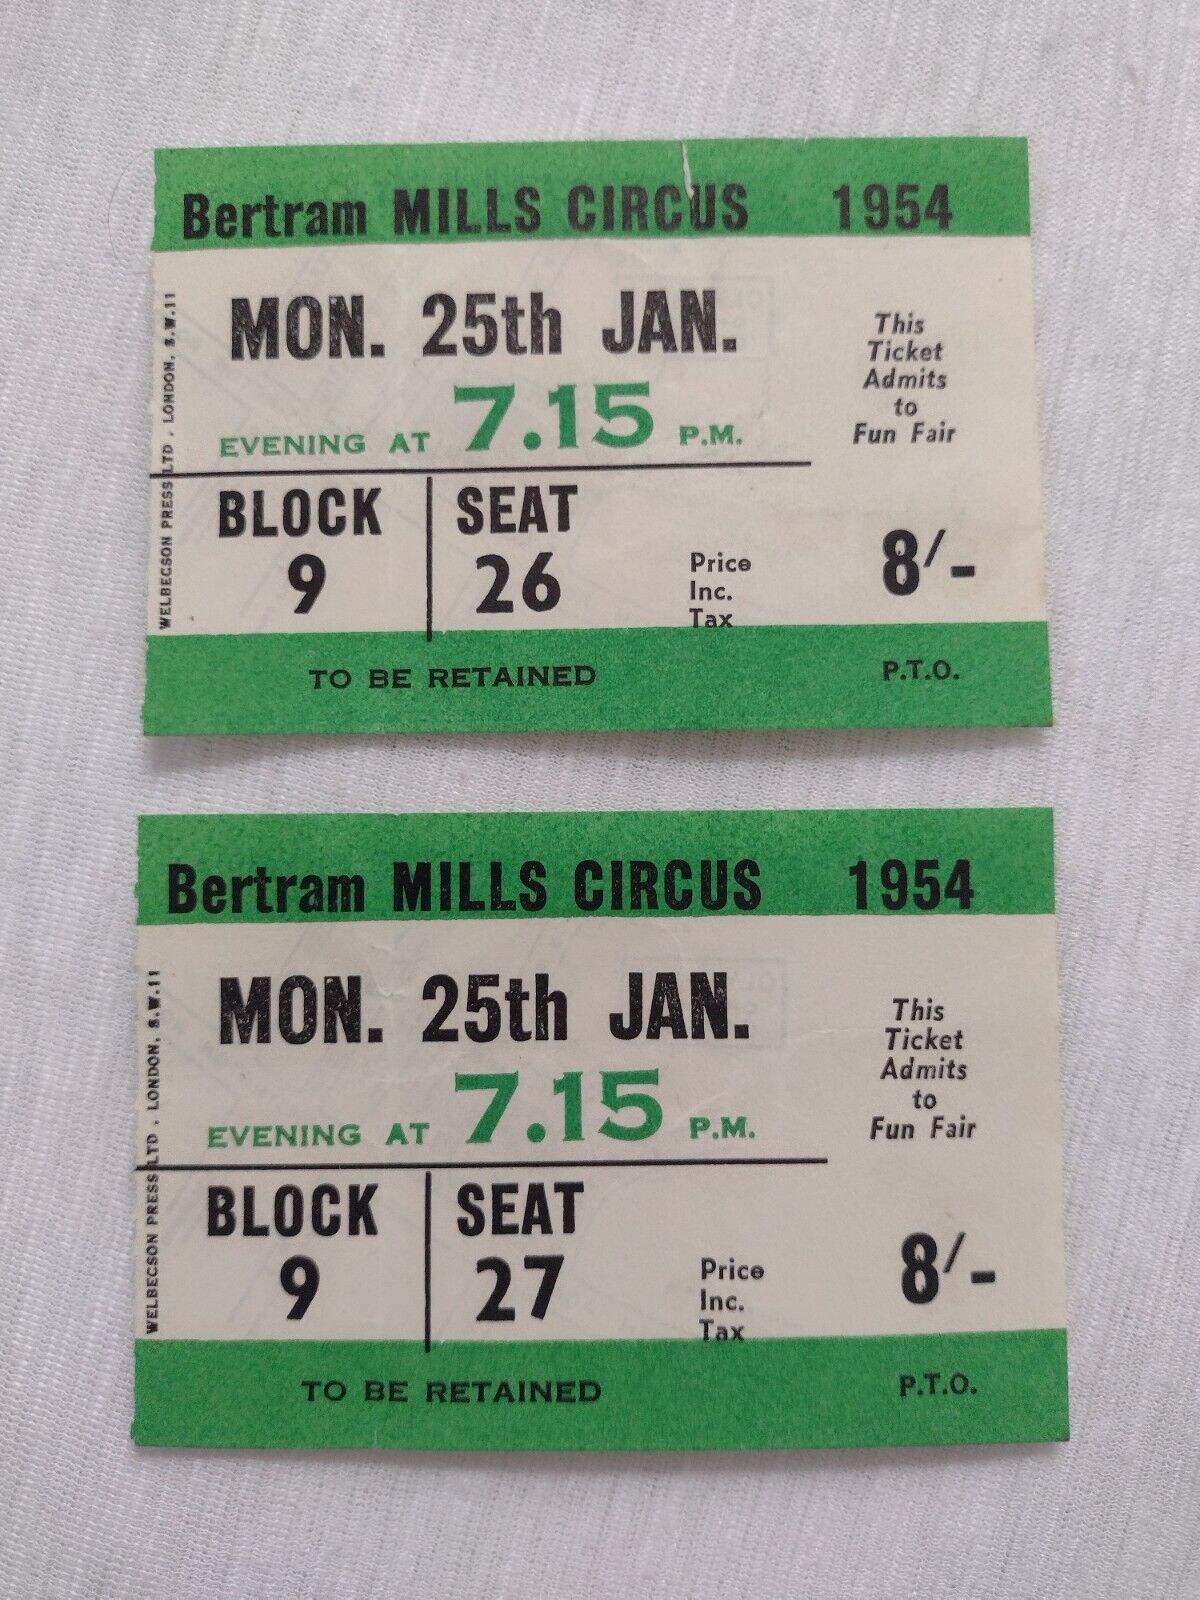 Bertram MILLS CIRCUS 1954
MON. 25th JAN.
EVENING AT 7.15 P.M.
This
Ticket
Admits
to
Fun Fair
BLOCK
9
SEAT
26
Price
Inc.
Tax
8/-
TO BE RETAINED
P.T.O.
WELBECSON PRESS LTD., LONDON, S.W.11
Bertram MILLS CIRCUS 1954
MON. 25th JAN.
EVENING AT 7.15 P.M.
This
Ticket
Admits
to
Fun Fair
BLOCK
9
SEAT
27
Price
Inc.
Tax
8/-
TO BE RETAINED
P.T.O.
WELBECSON PRESS LTD., LONDON, S.W.11